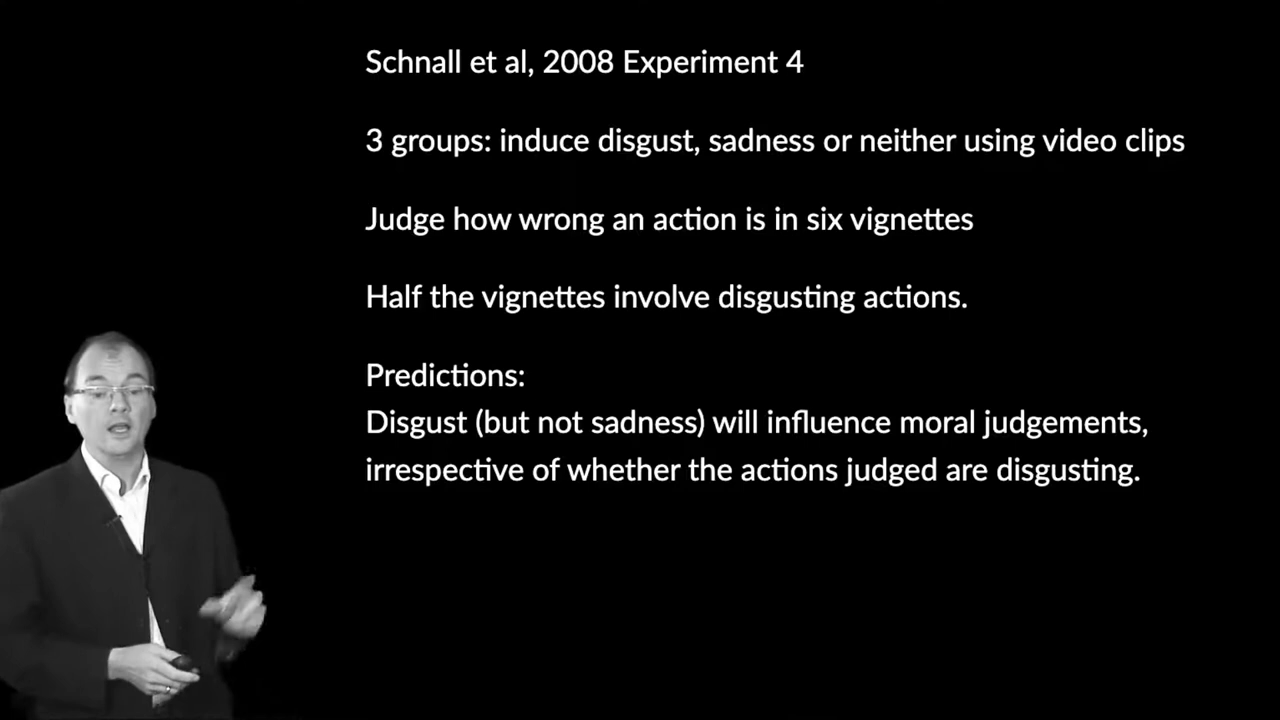 Schnall et al, 2008 Experiment 4
3 groups: induce disgust, sadness or neither using video clips
Judge how wrong an action is in six vignettes
Half the vignettes involve disgusting actions.
Predictions:
Disgust (but not sadness) will influence moral judgements,
irrespective of whether the actions judged are disgusting.